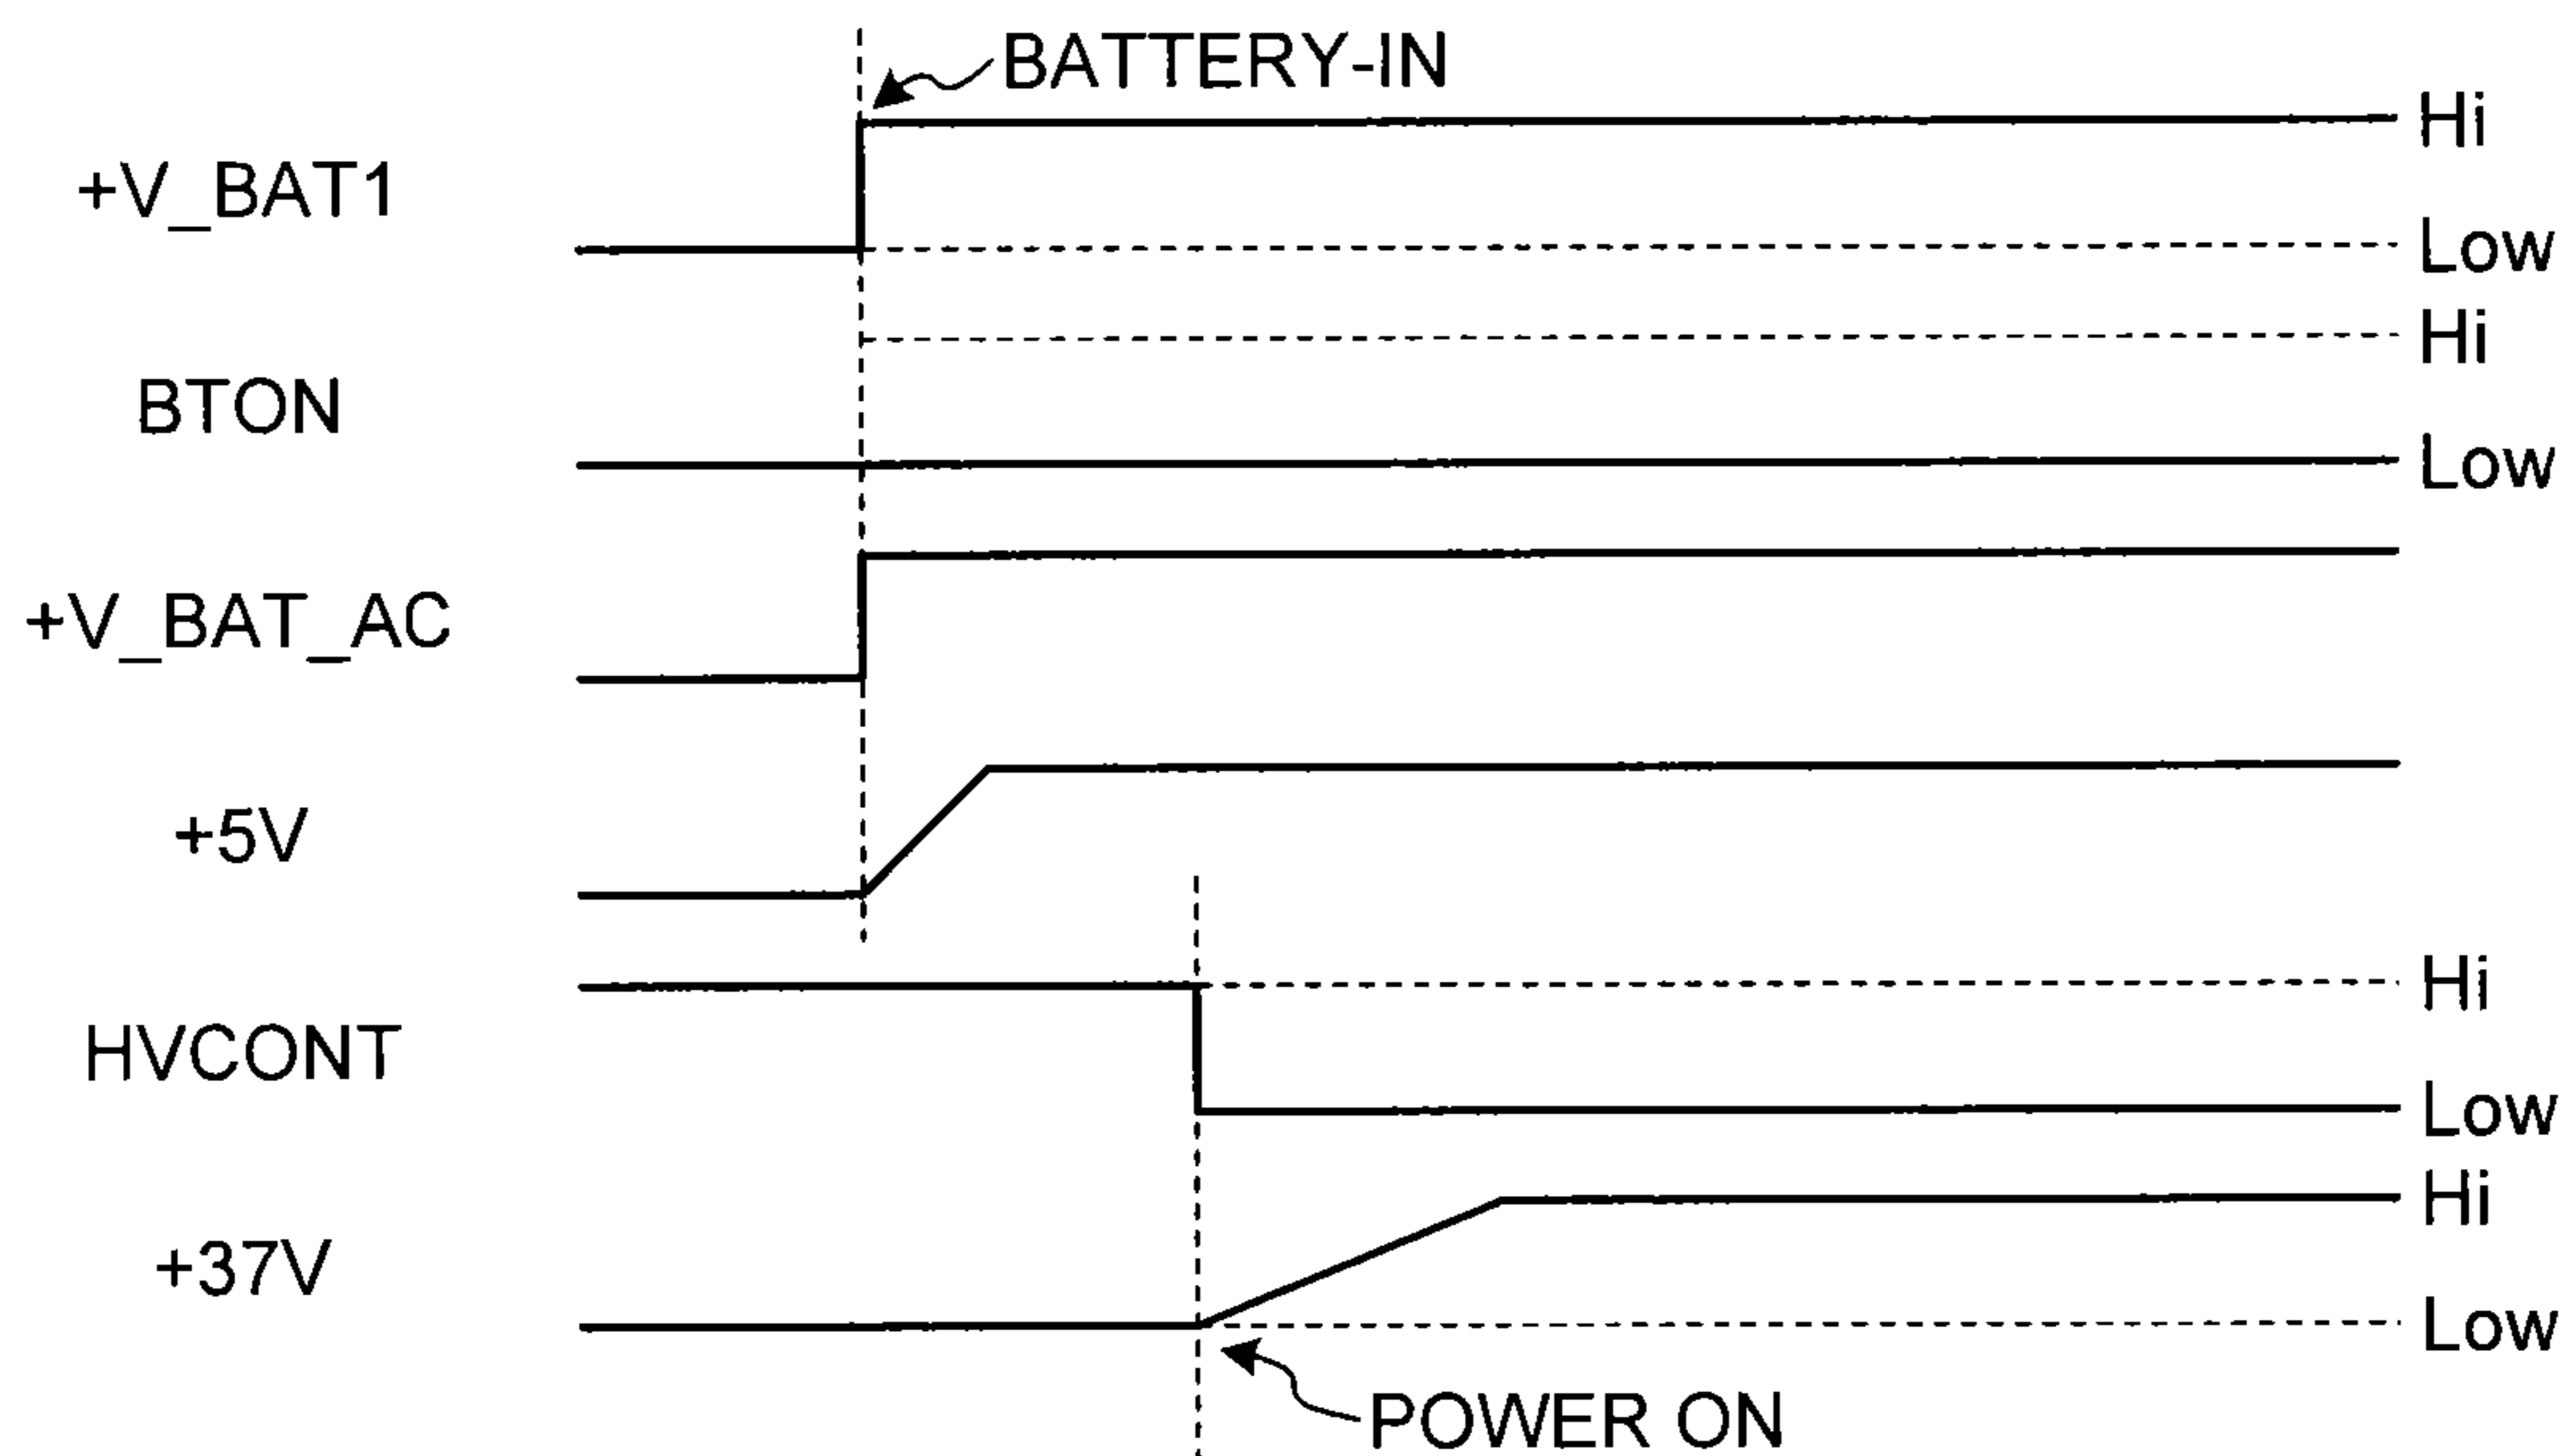 BATTERY-IN
Hi
+V_BAT1
Low
Hi
BTON
Low
+V_BAT_AC
+5V
Hi
HVCONT
Low
Hi
+37V
Low
POWER ON